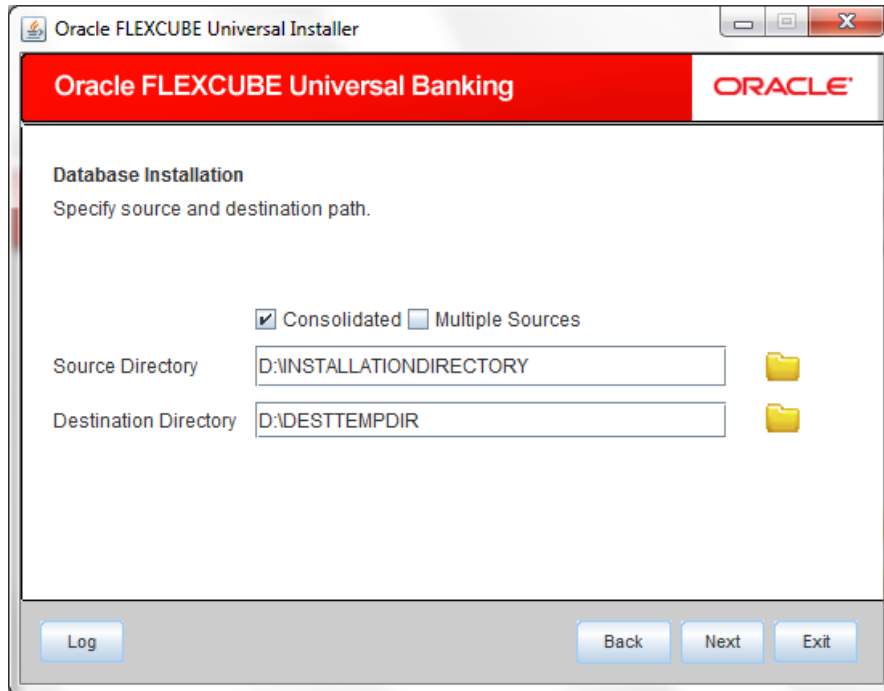 Oracle FLEXCUBE Universal Installer
Oracle FLEXCUBE Universal Banking
ORACLE
Database Installation
Specify source and destination path.
Consolidated Multiple Sources
Source Directory D:\INSTALLATIONDIRECTORY
Destination Directory D:\DESTTEMPDIR
Log Back Next Exit